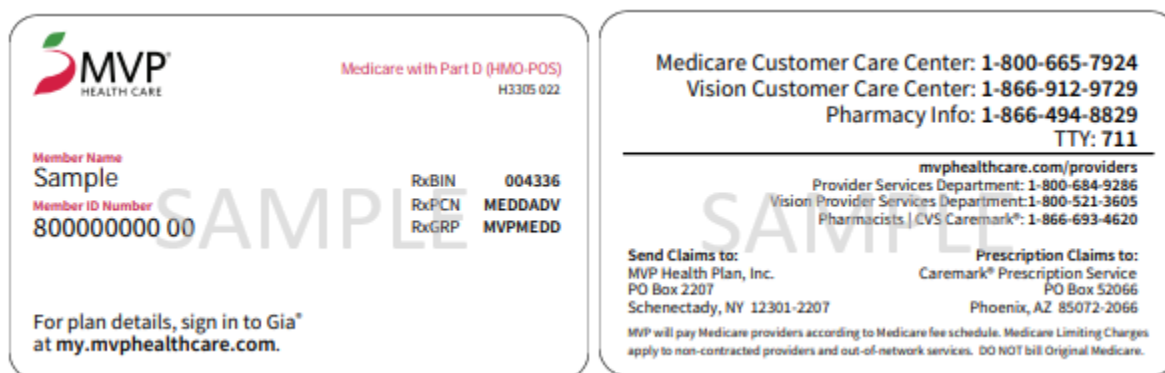 MVP®
HEALTH CARE
Medicare with Part D (HMO-POS)
H3305 022
Member Name
Sample
Member ID Number
800000000 00
RxBIN 004336
RxPCN MEDDADV
RxGRP MVPMEDD
SAMPLE
For plan details, sign in to Gia®
at my.mvphealthcare.com.
Medicare Customer Care Center: 1-800-665-7924
Vision Customer Care Center: 1-866-912-9729
Pharmacy Info: 1-866-494-8829
TTY: 711
mvphealthcare.com/providers
Provider Services Department: 1-800-684-9286
Vision Provider Services Department:1-800-521-3605
Pharmacists | CVS Caremark®: 1-866-693-4620
SAMPLE
Send Claims to:
MVP Health Plan, Inc.
PO Box 2207
Schenectady, NY 12301-2207
Prescription Claims to:
Caremark® Prescription Service
PO Box 52066
Phoenix, AZ 85072-2066
MVP will pay Medicare providers according to Medicare fee schedule. Medicare Limiting Charges
apply to non-contracted providers and out-of-network services. DO NOT bill Original Medicare.